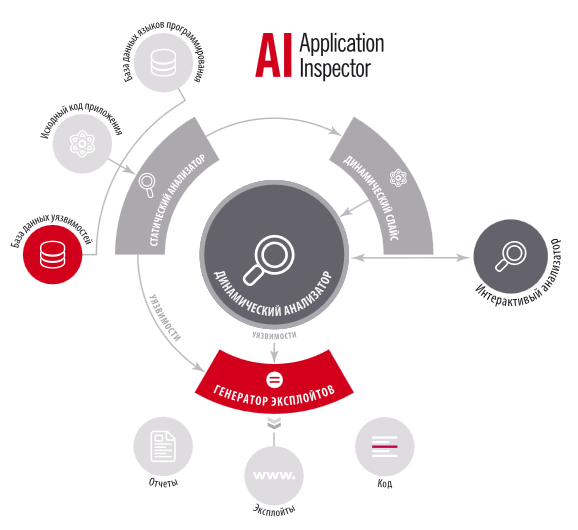 AI Application
Inspector
База данных языков программирования
Исходный код приложения
База данных уязвимостей
СТАТИЧЕСКИЙ АНАЛИЗАТОР
ДИНАМИЧЕСКИЙ СЛАЙС
ДИНАМИЧЕСКИЙ АНАЛИЗАТОР
Интерактивный анализатор
УЯЗВИМОСТИ
УЯЗВИМОСТИ
ГЕНЕРАТОР ЭКСПЛОЙТОВ
Отчеты
www.
Эксплойты
Код